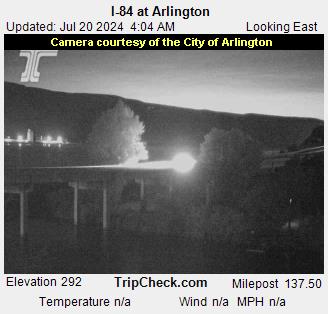 I-84 at Arlington
Updated: Jul 20 2024 4:04 AM Looking East
Camera courtesy of the City of Arlington
Elevation 292 TripCheck.com Milepost 137.50
Temperature n/a Wind n/a MPH n/a